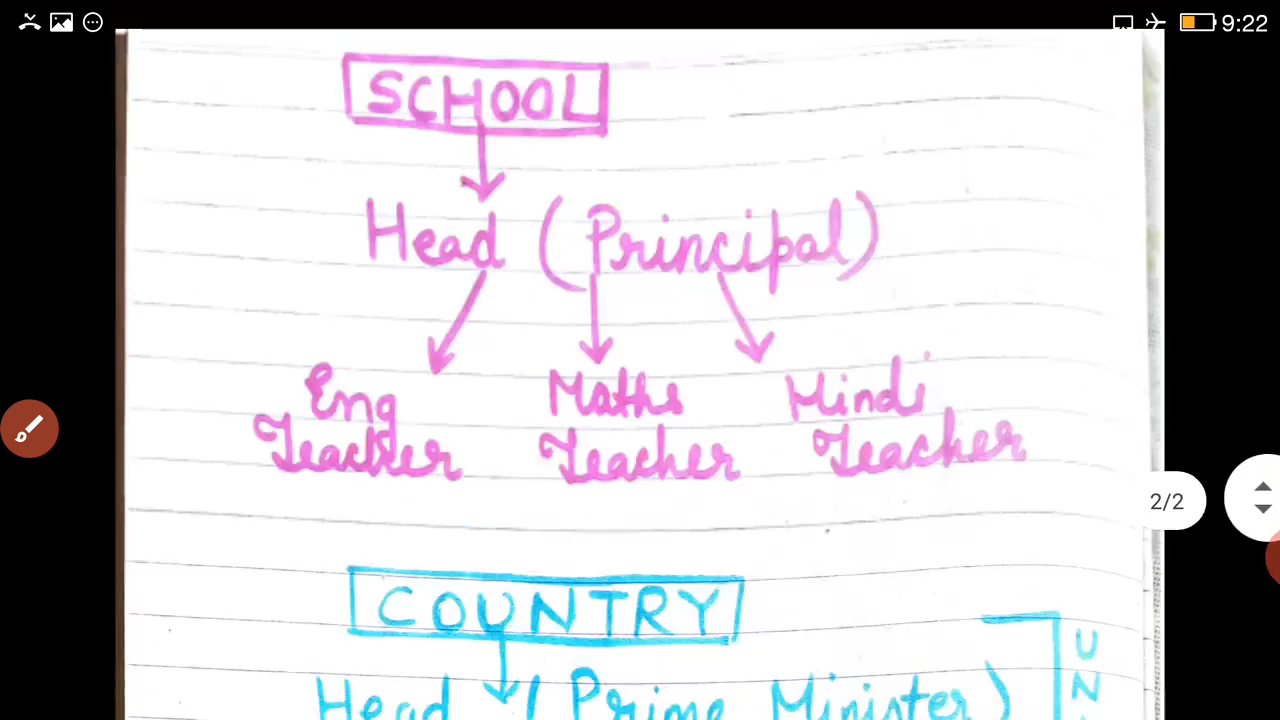 9:22
SCHOOL
Head (Principal)
Eng Maths Hindi
Teacher Teacher Teacher
2/2
COUNTRY
U
Head (Prime Minister) N